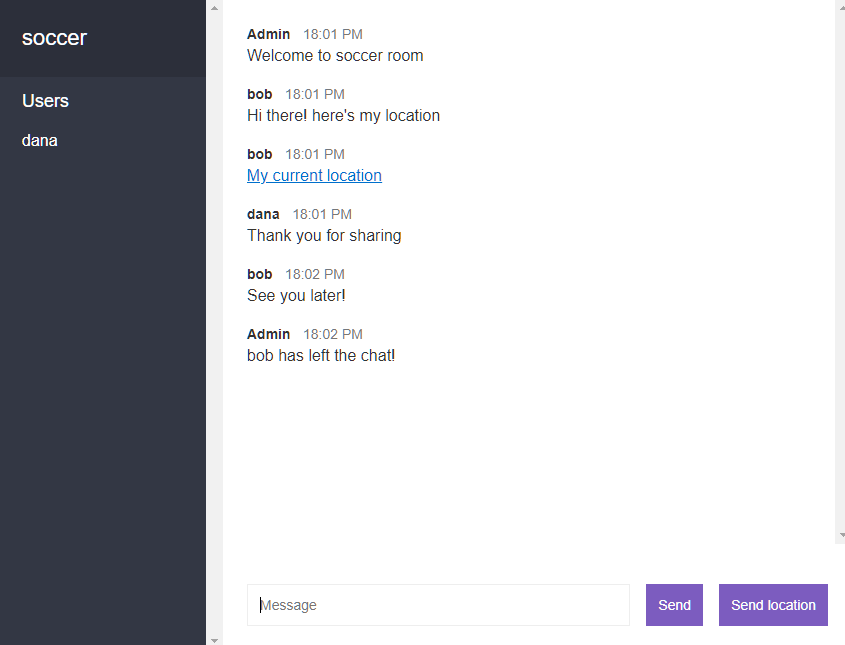 soccer
Users
dana
Admin 18:01 PM
Welcome to soccer room
bob 18:01 PM
Hi there! here's my location
bob 18:01 PM
My current location
dana 18:01 PM
Thank you for sharing
bob 18:02 PM
See you later!
Admin 18:02 PM
bob has left the chat!
Message
Send
Send location